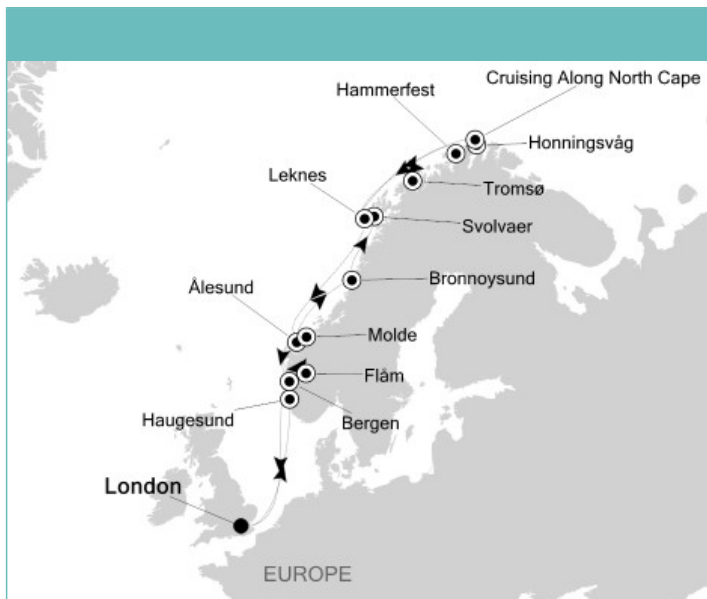 Cruising Along North Cape
Hammerfest
Honningsvåg
Leknes
Tromsø
Svolvaer
Bronnoysund
Ålesund
Molde
Flåm
Haugesund
Bergen
London
EUROPE